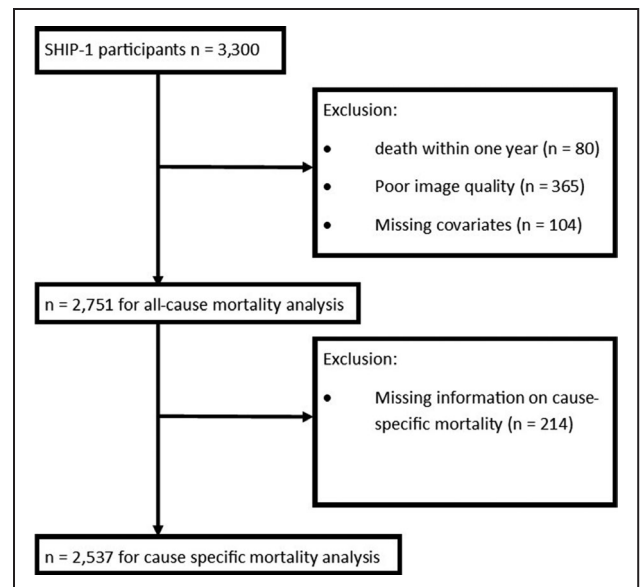 SHIP-1 participants n = 3,300
Exclusion:
• death within one year (n = 80)
• Poor image quality (n = 365)
• Missing covariates (n = 104)
n = 2,751 for all-cause mortality analysis
Exclusion:
• Missing information on cause-
specific mortality (n = 214)
n = 2,537 for cause specific mortality analysis